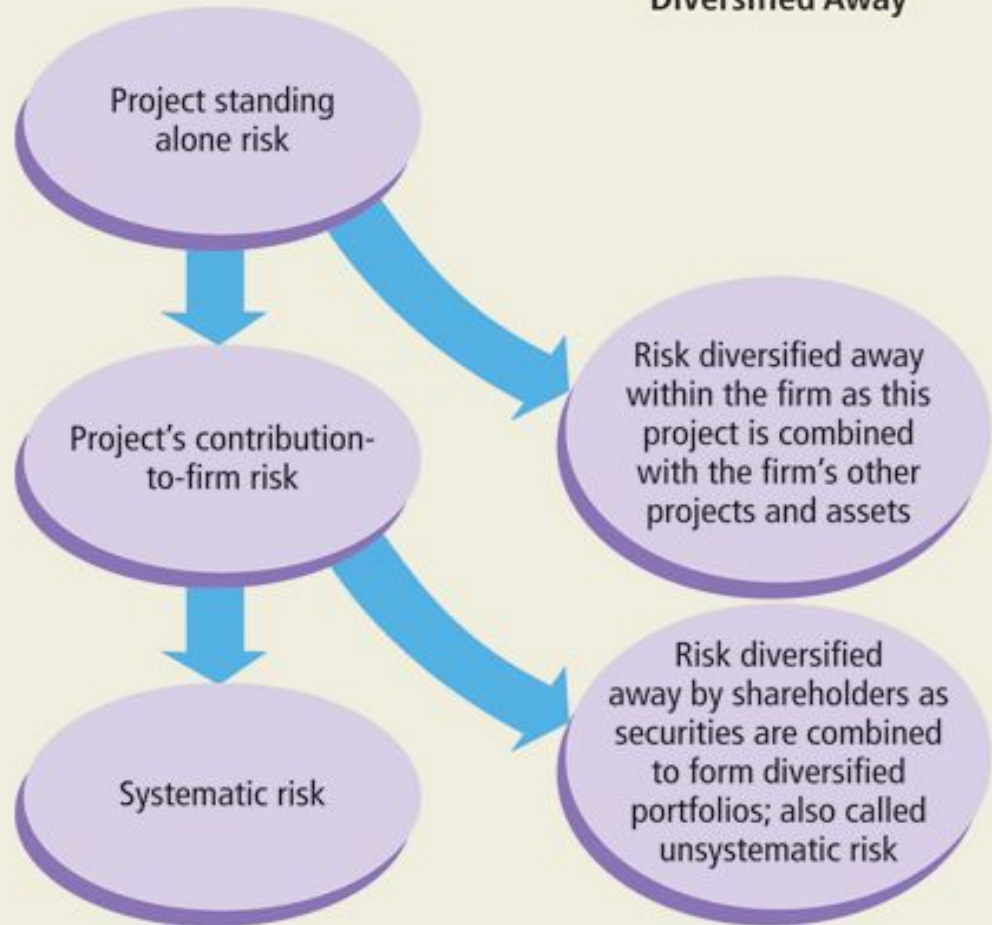 Diversified Away
Project standing
alone risk
Risk diversified away
within the firm as this
project is combined
with the firm's other
projects and assets
Project's contribution-
to-firm risk
Risk diversified
away by shareholders as
securities are combined
to form diversified
portfolios; also called
unsystematic risk
Systematic risk